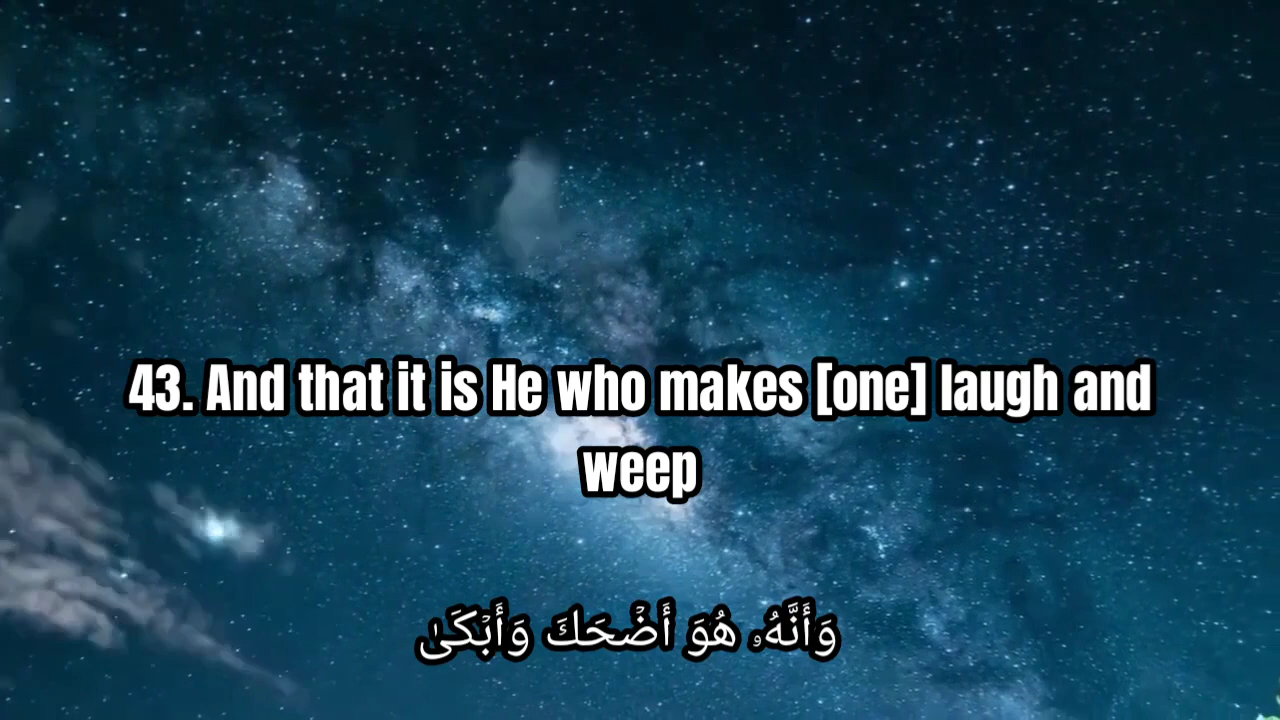 43. And that it is He who makes [one] laugh and
weep
وَأَنَّهُۥ هُوَ أَضْحَكَ وَأَبْكَىٰ